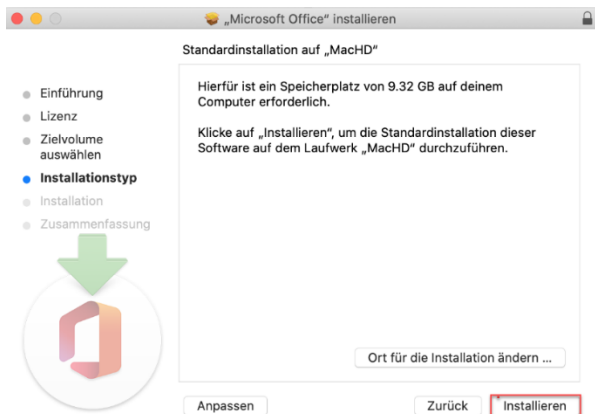 „Microsoft Office“ installieren
Standardinstallation auf „MacHD“
Einführung
Lizenz
Zielvolume
auswählen
Installationstyp
Installation
Zusammenfassung
Hierfür ist ein Speicherplatz von 9.32 GB auf deinem
Computer erforderlich.
Klicke auf „Installieren“, um die Standardinstallation dieser
Software auf dem Laufwerk „MacHD“ durchzuführen.
Ort für die Installation ändern ...
Anpassen
Zurück
Installieren